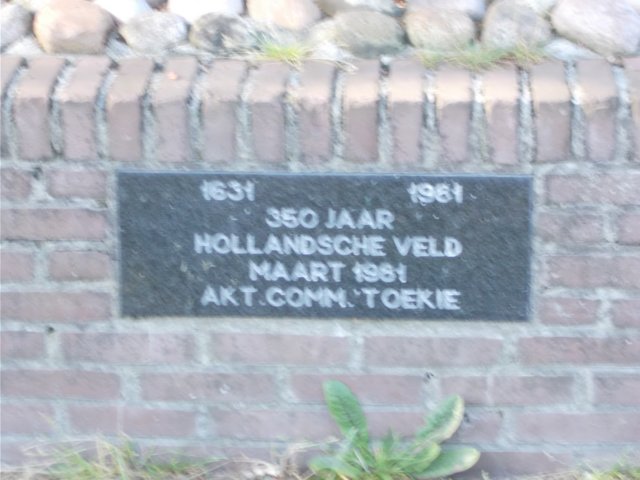 1631 1981
350 JAAR
HOLLANDSCHE VELD
MAART 1981
AKT.COMM.'TOEKIE